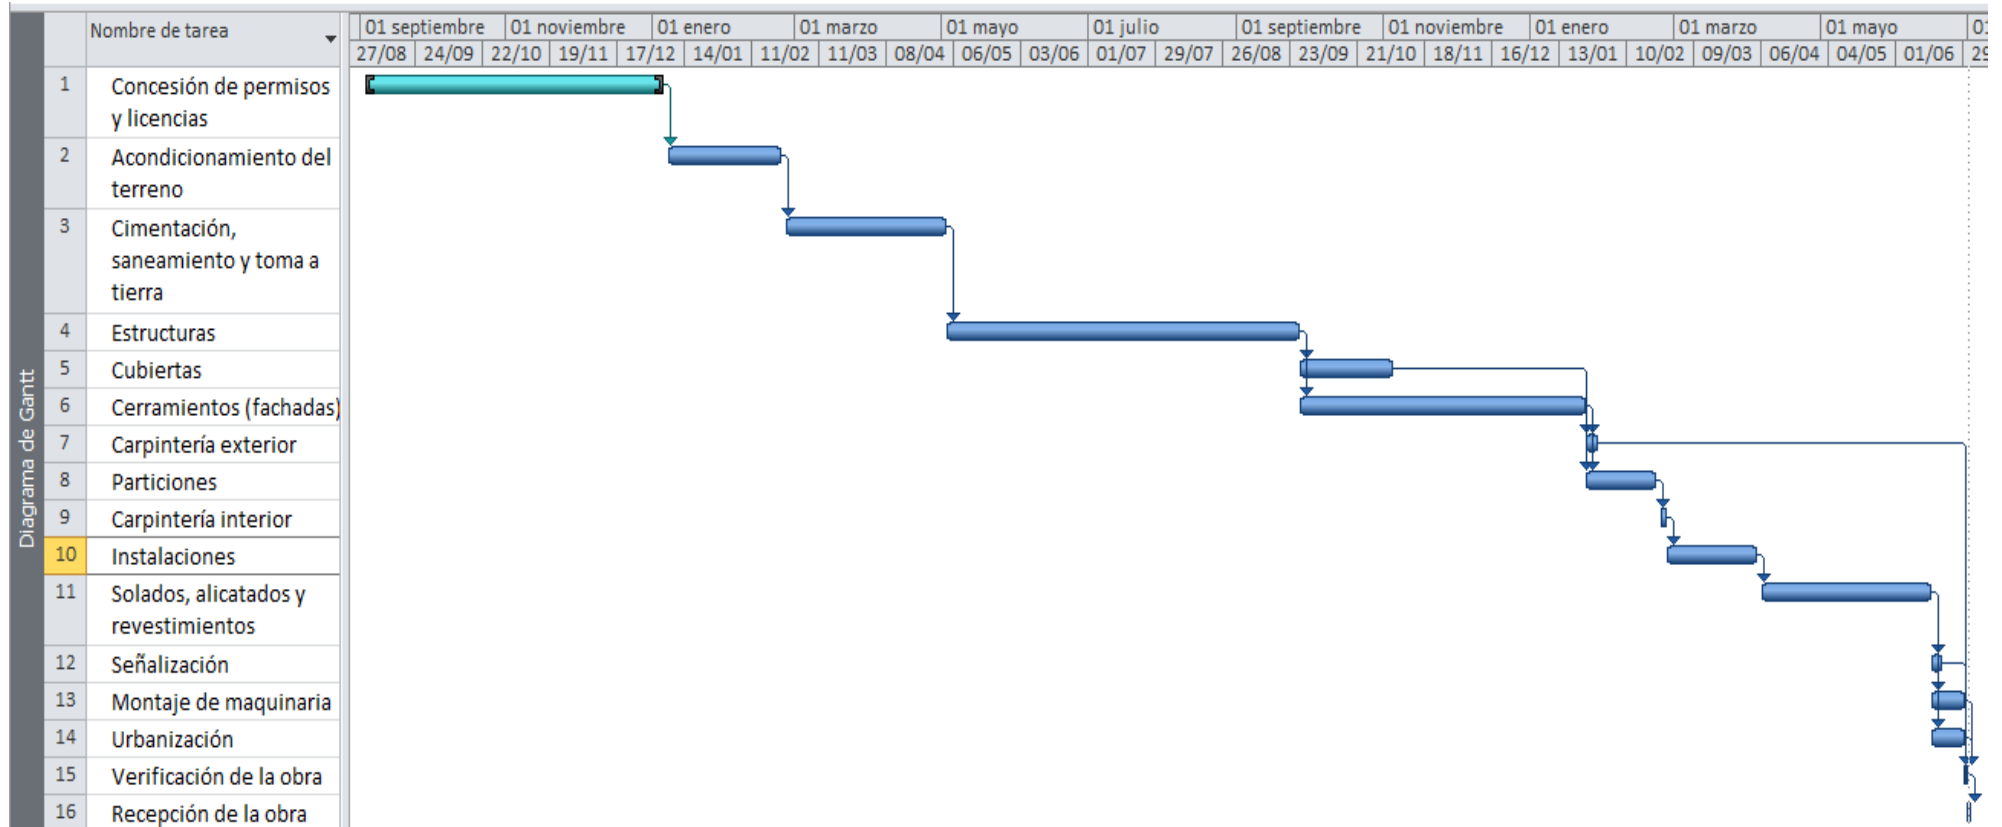 Nombre de tarea
01 septiembre 01 noviembre 01 enero 01 marzo 01 mayo 01 julio 01 septiembre 01 noviembre 01 enero 01 marzo 01 mayo 01
27/08 24/09 22/10 19/11 17/12 14/01 11/02 11/03 08/04 06/05 03/06 01/07 29/07 26/08 23/09 21/10 18/11 16/12 13/01 10/02 09/03 06/04 04/05 01/06 29
Diagrama de Gantt
1 Concesión de permisos
y licencias
2 Acondicionamiento del
terreno
3 Cimentación,
saneamiento y toma a
tierra
4 Estructuras
5 Cubiertas
6 Cerramientos (fachadas)
7 Carpintería exterior
8 Particiones
9 Carpintería interior
10 Instalaciones
11 Solados, alicatados y
revestimientos
12 Señalización
13 Montaje de maquinaria
14 Urbanización
15 Verificación de la obra
16 Recepción de la obra